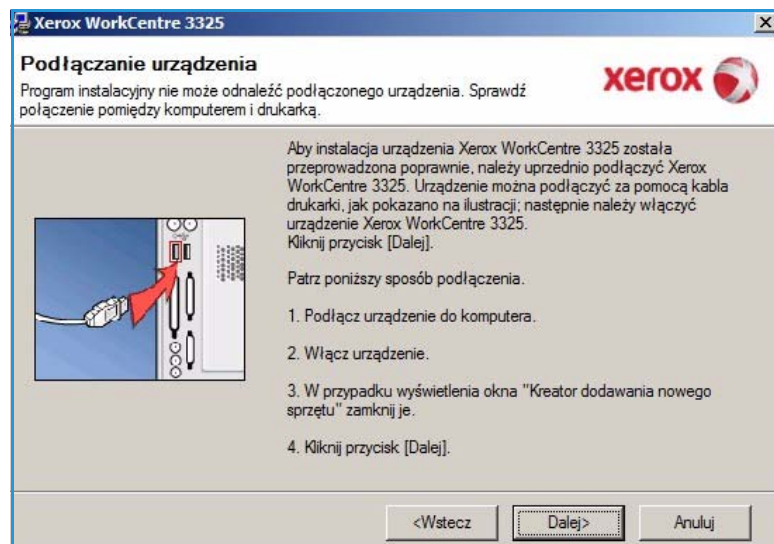 Xerox WorkCentre 3325
Podłączanie urządzenia
Program instalacyjny nie może odnaleźć podłączonego urządzenia. Sprawdź
połączenie pomiędzy komputerem i drukarką.
xerox
Aby instalacja urządzenia Xerox WorkCentre 3325 została
przeprowadzona poprawnie, należy uprzednio podłączyć Xerox
WorkCentre 3325. Urządzenie można podłączyć za pomocą kabla
drukarki, jak pokazano na ilustracji; następnie należy włączyć
urządzenie Xerox WorkCentre 3325.
Kliknij przycisk [Dalej].
Patrz poniższy sposób podłączenia.
1. Podłącz urządzenie do komputera.
2. Włącz urządzenie.
3. W przypadku wyświetlenia okna "Kreator dodawania nowego
sprzętu" zamknij je.
4. Kliknij przycisk [Dalej].
<Wstecz Dalej> Anuluj